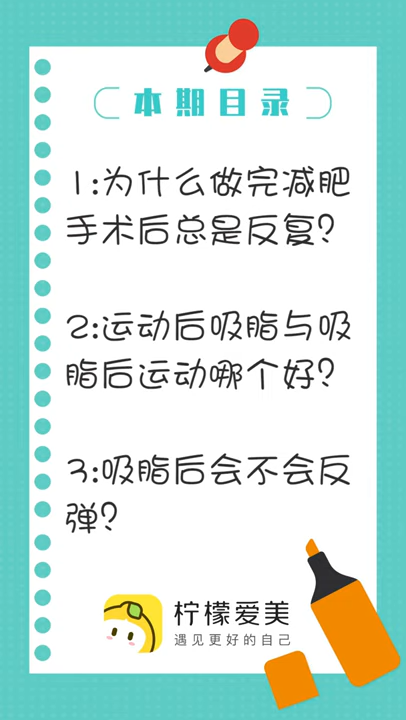 本期目录
1:为什么做完减肥
手术后总是反复?
2:运动后吸脂与吸
脂后运动哪个好?
3:吸脂后会不会反
弹?
柠檬爱美
遇见更好的自己